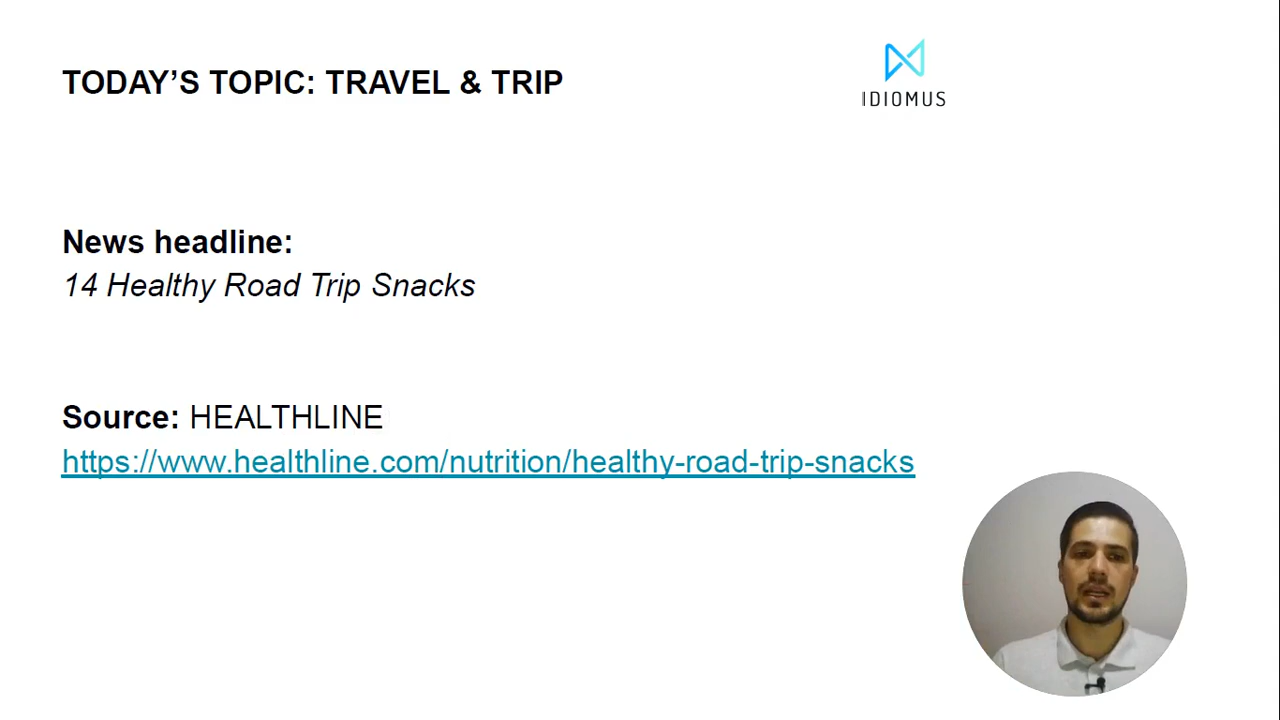 TODAY’S TOPIC: TRAVEL & TRIP
IDIOMUS
News headline:
14 Healthy Road Trip Snacks
Source: HEALTHLINE
https://www.healthline.com/nutrition/healthy-road-trip-snacks